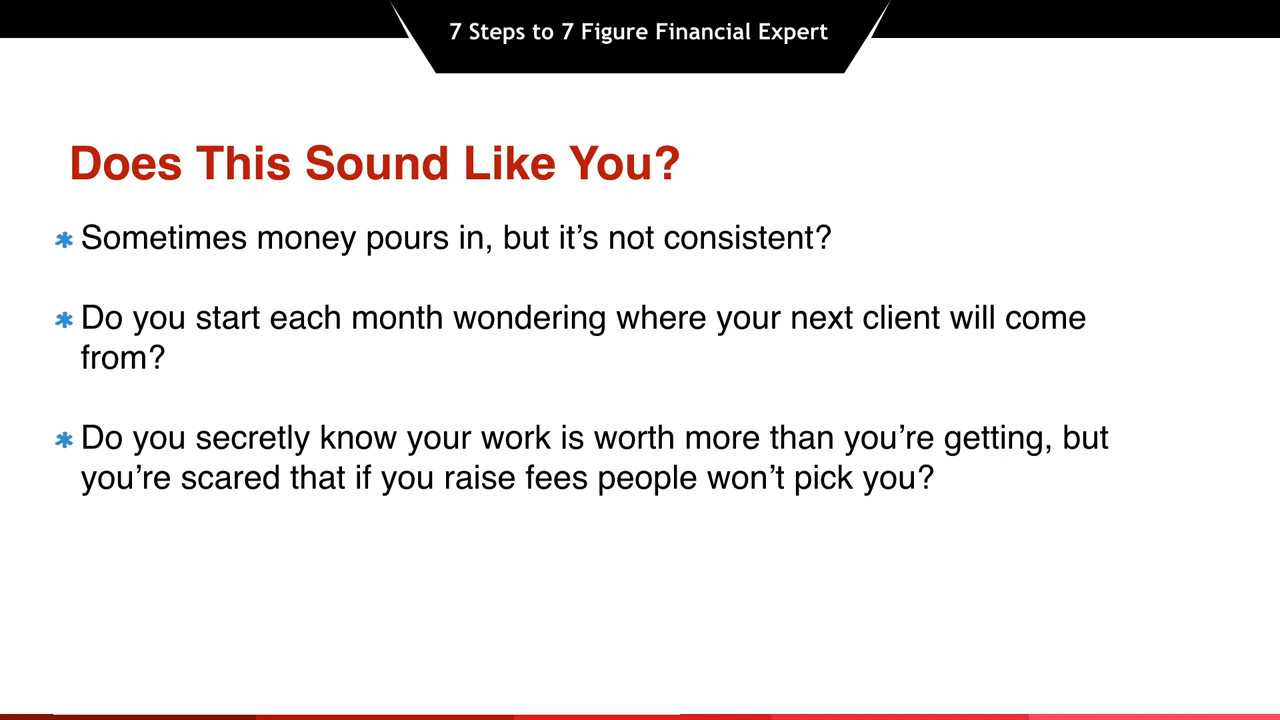 7 Steps to 7 Figure Financial Expert
Does This Sound Like You?
* Sometimes money pours in, but it’s not consistent?
* Do you start each month wondering where your next client will come
from?
* Do you secretly know your work is worth more than you’re getting, but
you’re scared that if you raise fees people won’t pick you?